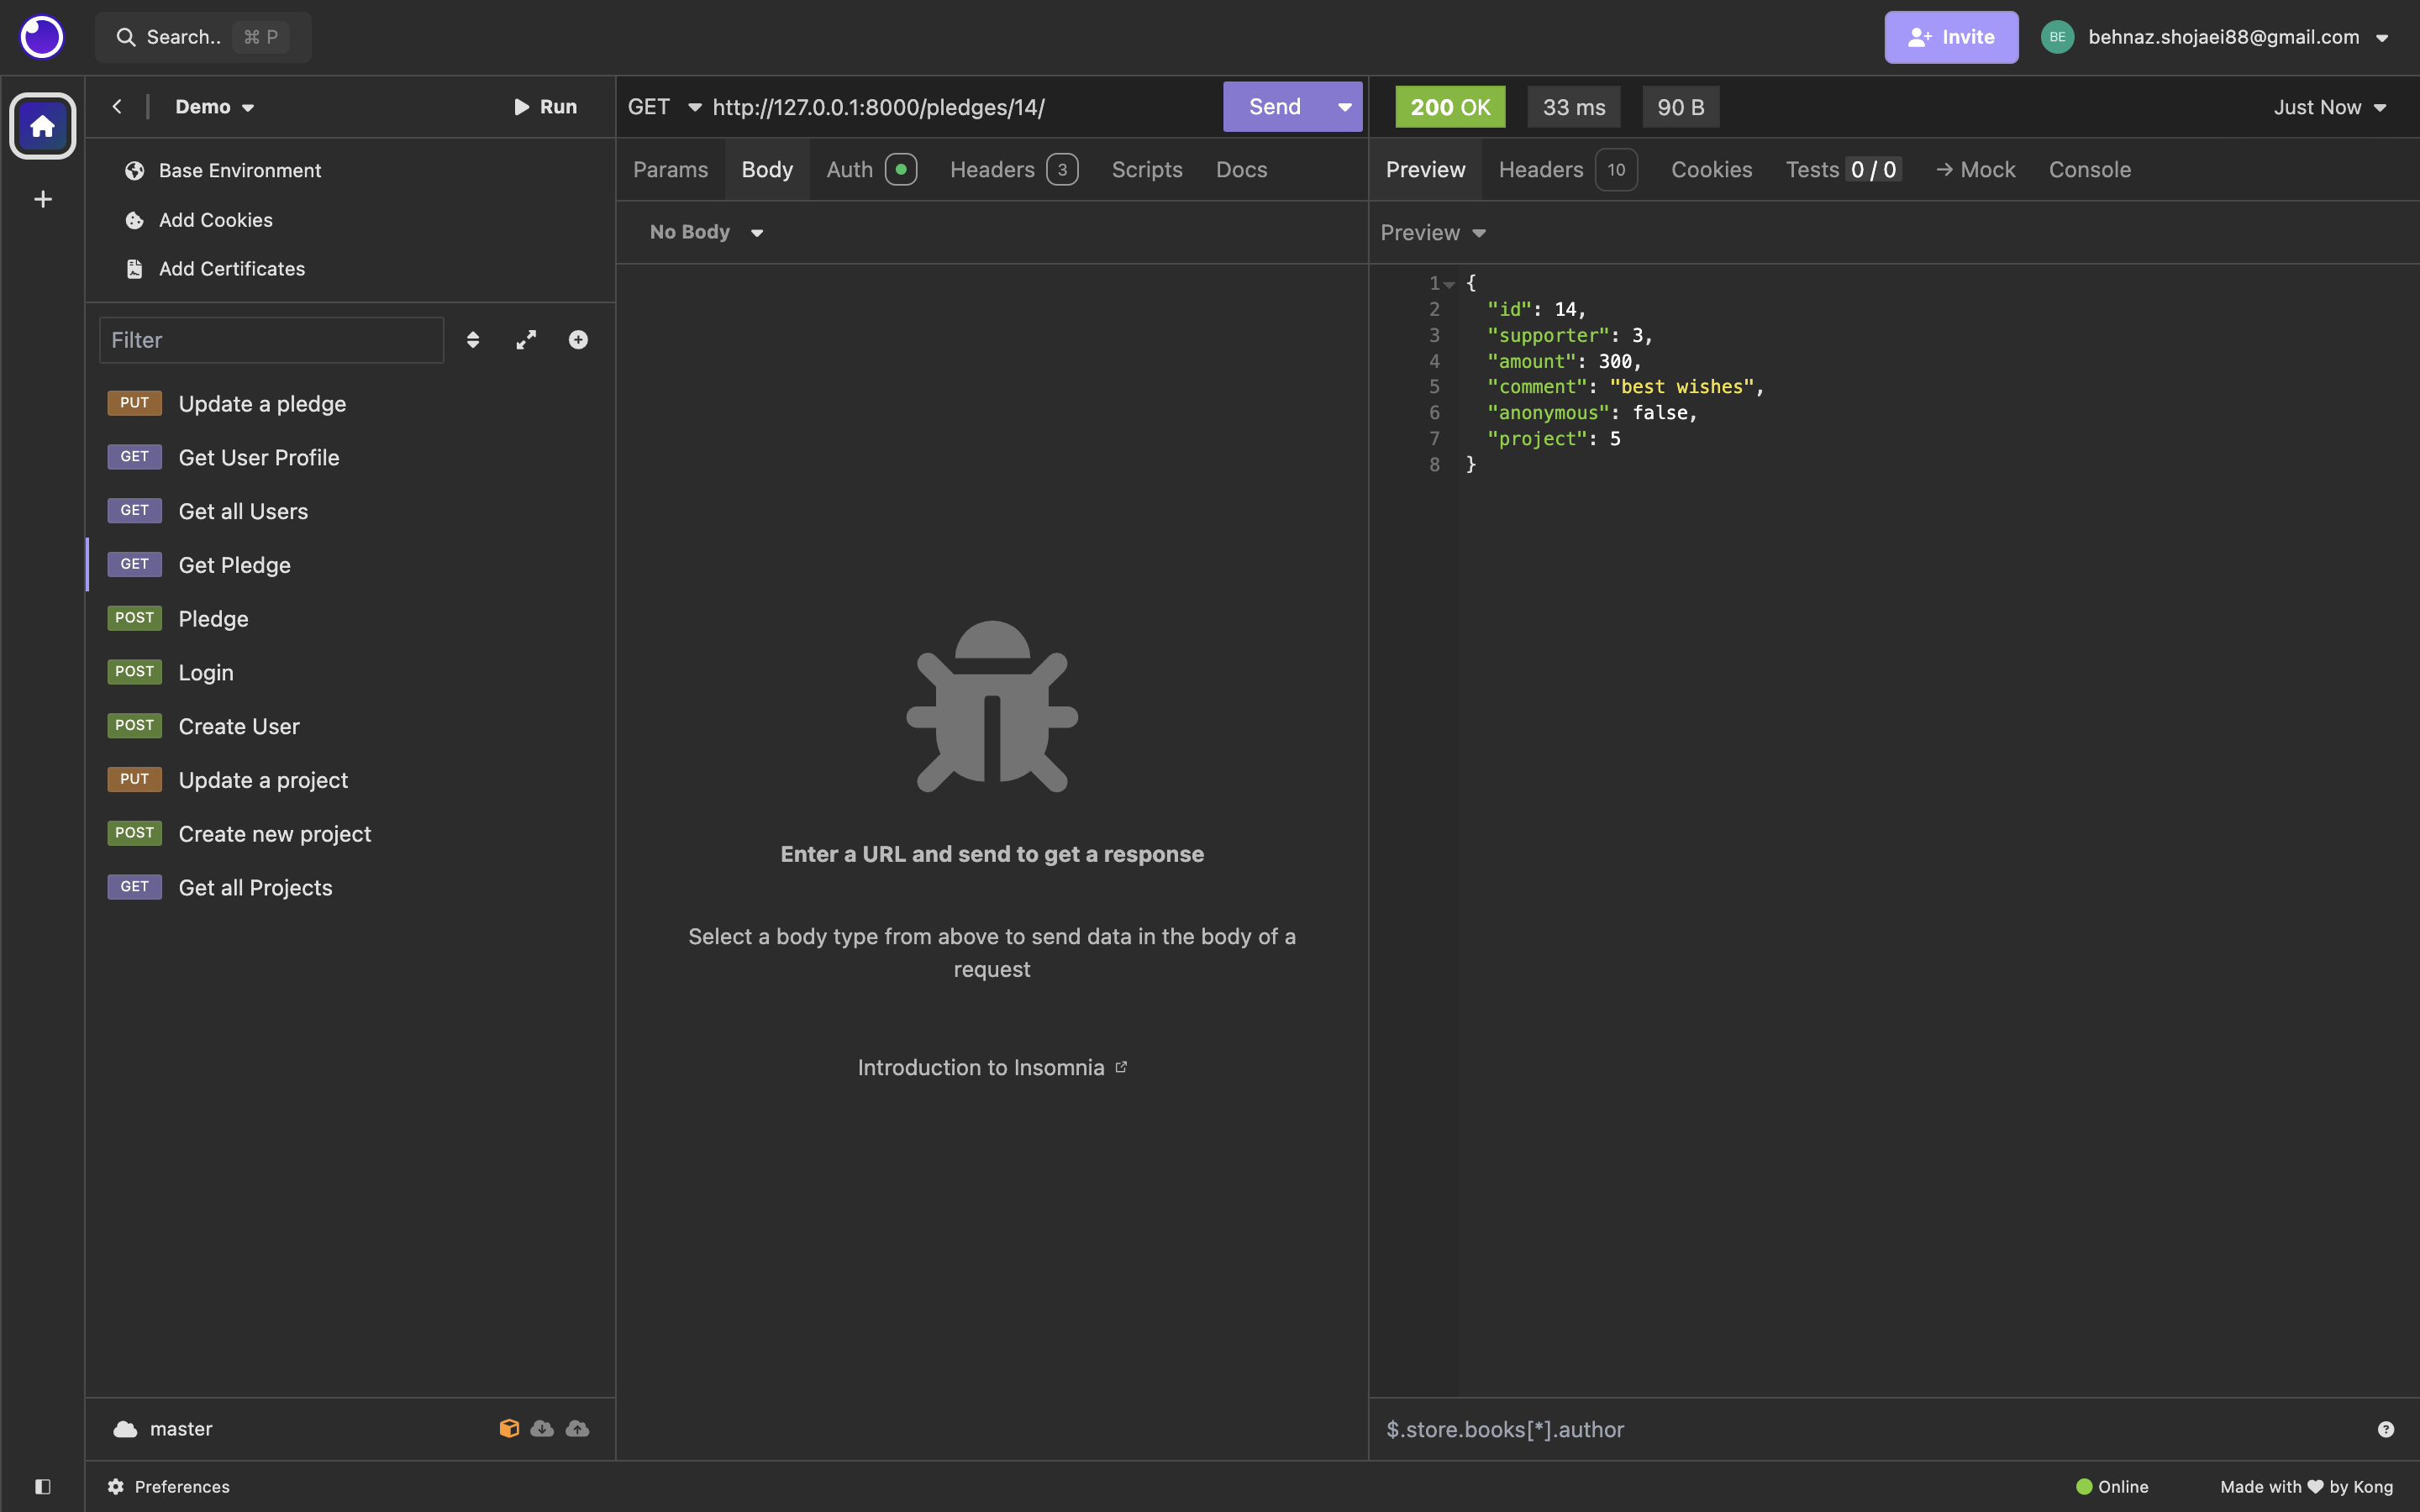 Search.. ⌘ P
Invite
BE behnaz.shojaei88@gmail.com
Demo
Run
Base Environment
Add Cookies
Add Certificates
Filter
PUT Update a pledge
GET Get User Profile
GET Get all Users
GET Get Pledge
POST Pledge
POST Login
POST Create User
PUT Update a project
POST Create new project
GET Get all Projects
master
Preferences
GET http://127.0.0.1:8000/pledges/14/ Send
Params Body Auth Headers 3 Scripts Docs
No Body
Enter a URL and send to get a response
Select a body type from above to send data in the body of a
request
Introduction to Insomnia
200 OK 33 ms 90 B Just Now
Preview Headers 10 Cookies Tests 0 / 0 → Mock Console
Preview
1 {
2 "id": 14,
3 "supporter": 3,
4 "amount": 300,
5 "comment": "best wishes",
6 "anonymous": false,
7 "project": 5
8 }
$.store.books[*].author
Online Made with ♥ by Kong